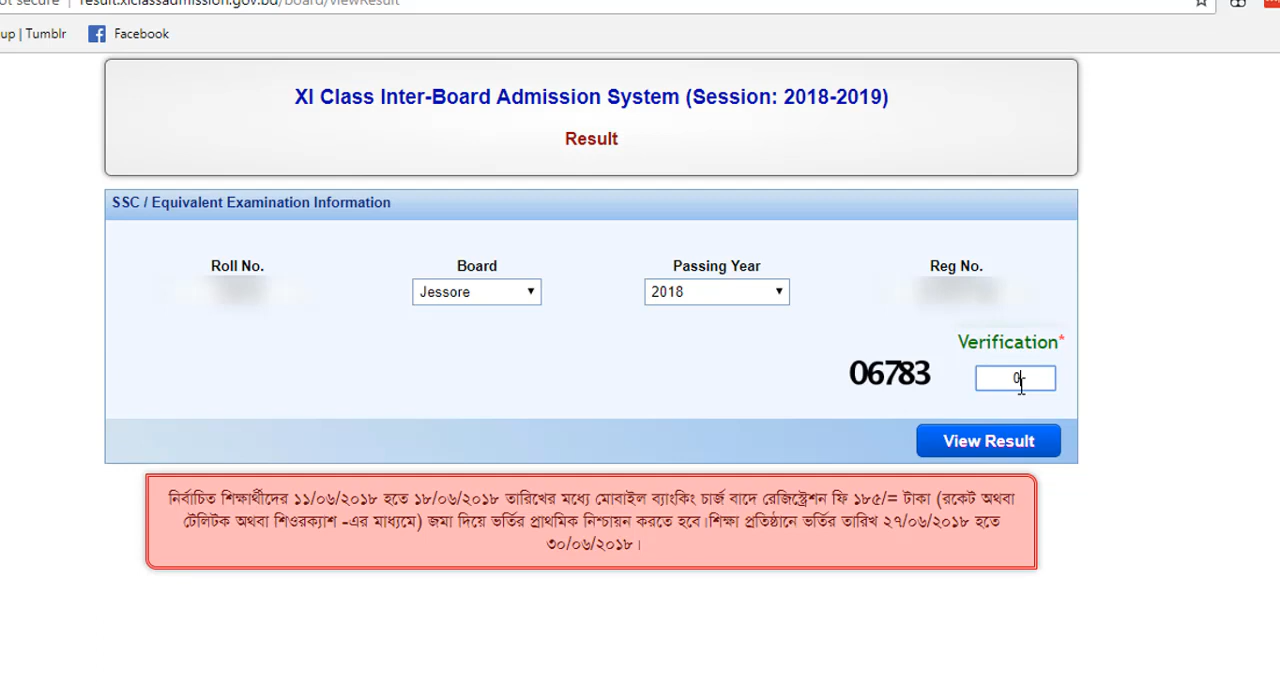 result.xiclassadmission.gov.bd/board/viewResult
up | Tumblr Facebook
XI Class Inter-Board Admission System (Session: 2018-2019)
Result
SSC / Equivalent Examination Information
Roll No. Board Passing Year Reg No.
Jessore 2018
Verification*
06783 0
View Result
নির্বাচিত শিক্ষার্থীদের ১১/০৬/২০১৮ হতে ১৮/০৬/২০১৮ তারিখের মধ্যে মোবাইল ব্যাংকিং চার্জ বাদে রেজিস্ট্রেশন ফি ১৮৫/= টাকা (রকেট অথবা
টেলিটক অথবা শিওরক্যাশ -এর মাধ্যমে) জমা দিয়ে ভর্তির প্রাথমিক নিশ্চায়ন করতে হবে।শিক্ষা প্রতিষ্ঠানে ভর্তির তারিখ ২৭/০৬/২০১৮ হতে
৩০/০৬/২০১৮।